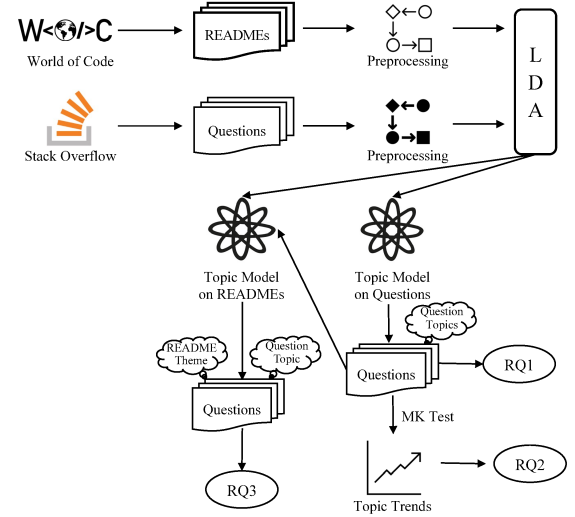 W</>C
READMEs
World of Code
Preprocessing
L
D
A
Questions
Stack Overflow
Preprocessing
Topic Model
on READMEs
Topic Model
on Questions
Question
Topics
README
Theme
Question
Topic
Questions
RQ1
Questions
MK Test
RQ3
Topic Trends
RQ2